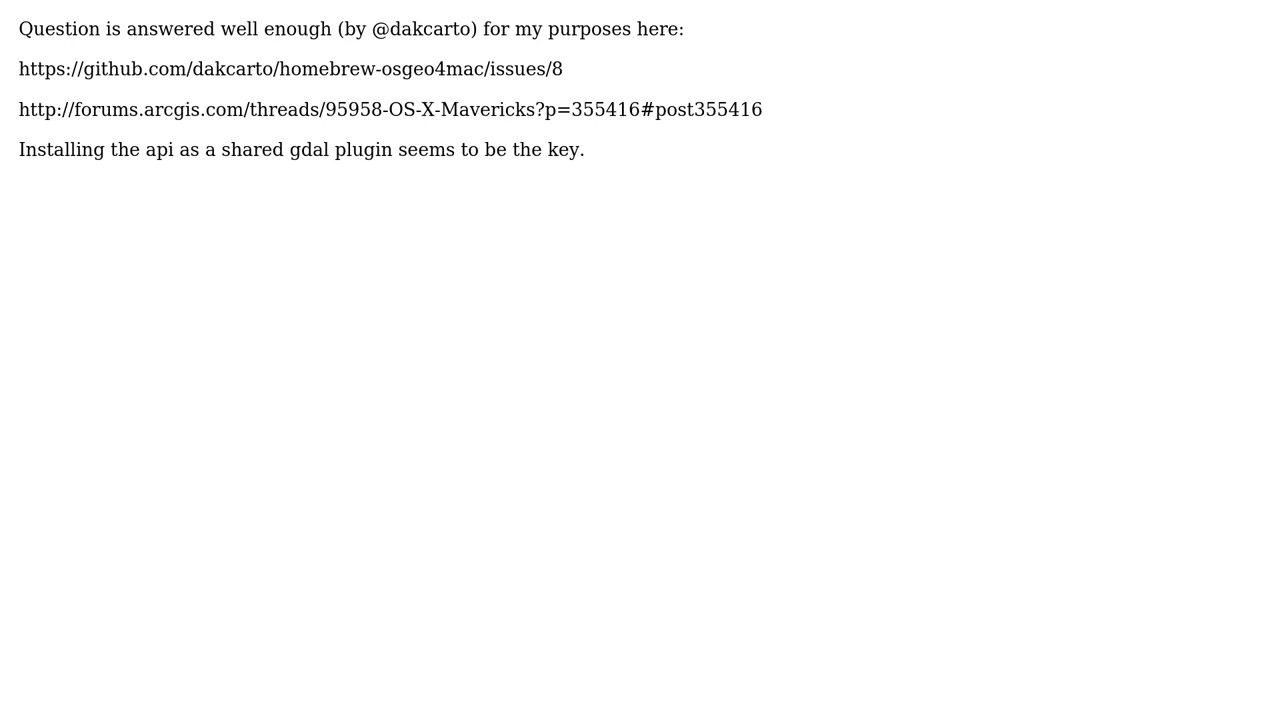 Question is answered well enough (by @dakcarto) for my purposes here:
https://github.com/dakcarto/homebrew-osgeo4mac/issues/8
http://forums.arcgis.com/threads/95958-OS-X-Mavericks?p=355416#post355416
Installing the api as a shared gdal plugin seems to be the key.